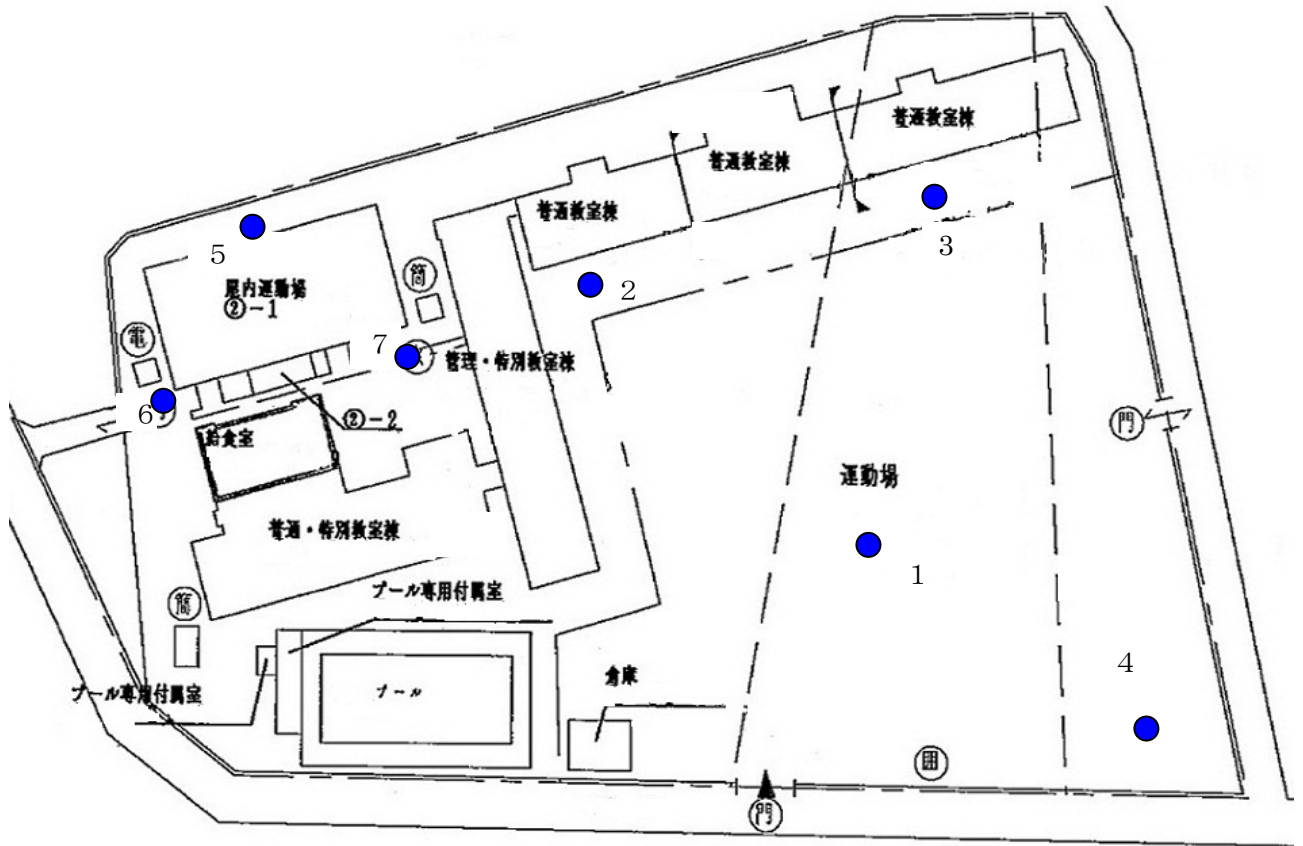 普通教室棟
普通教室棟
普通教室棟
3
5
屋内運動場
②-1
筒
2
電
7
管理・特別教室棟
6
②-2
給食室
門
運動場
普通・特別教室棟
1
プール専用付属室
筒
4
倉庫
プール専用付属室
プール
囲
門